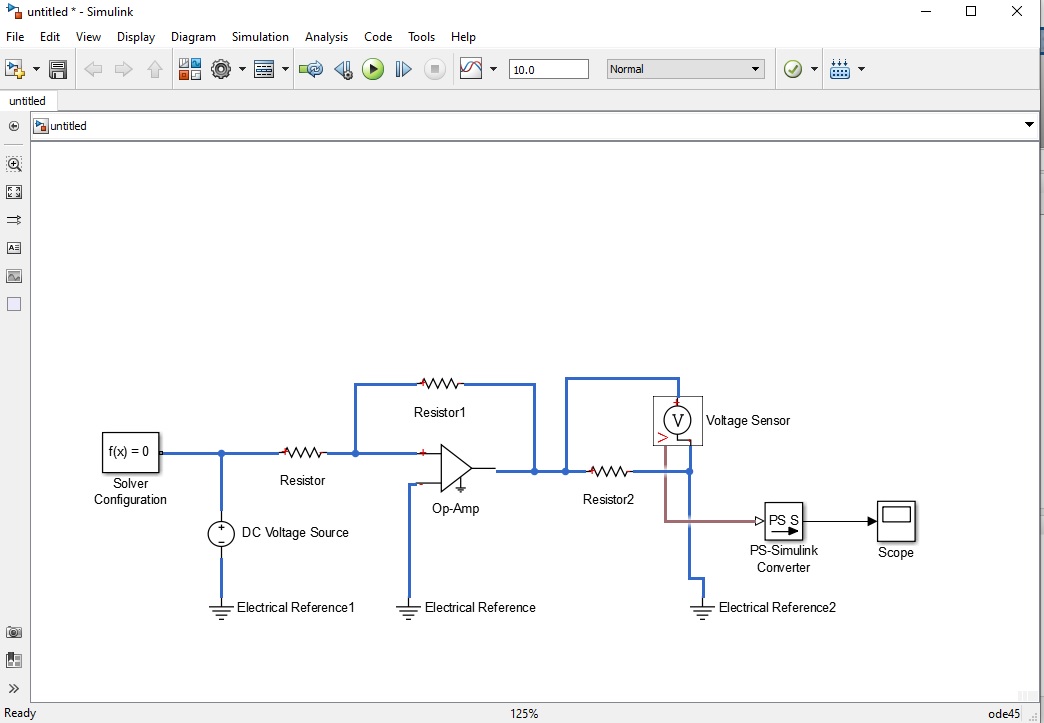 untitled * - Simulink
File Edit View Display Diagram Simulation Analysis Code Tools Help
10.0 Normal
untitled
untitled
Resistor1
Voltage Sensor
V
f(x) = 0
Solver
Configuration
Resistor
Op-Amp
Resistor2
DC Voltage Source
PS S
PS-Simulink
Converter
Scope
Electrical Reference1
Electrical Reference
Electrical Reference2
Ready 125% ode45